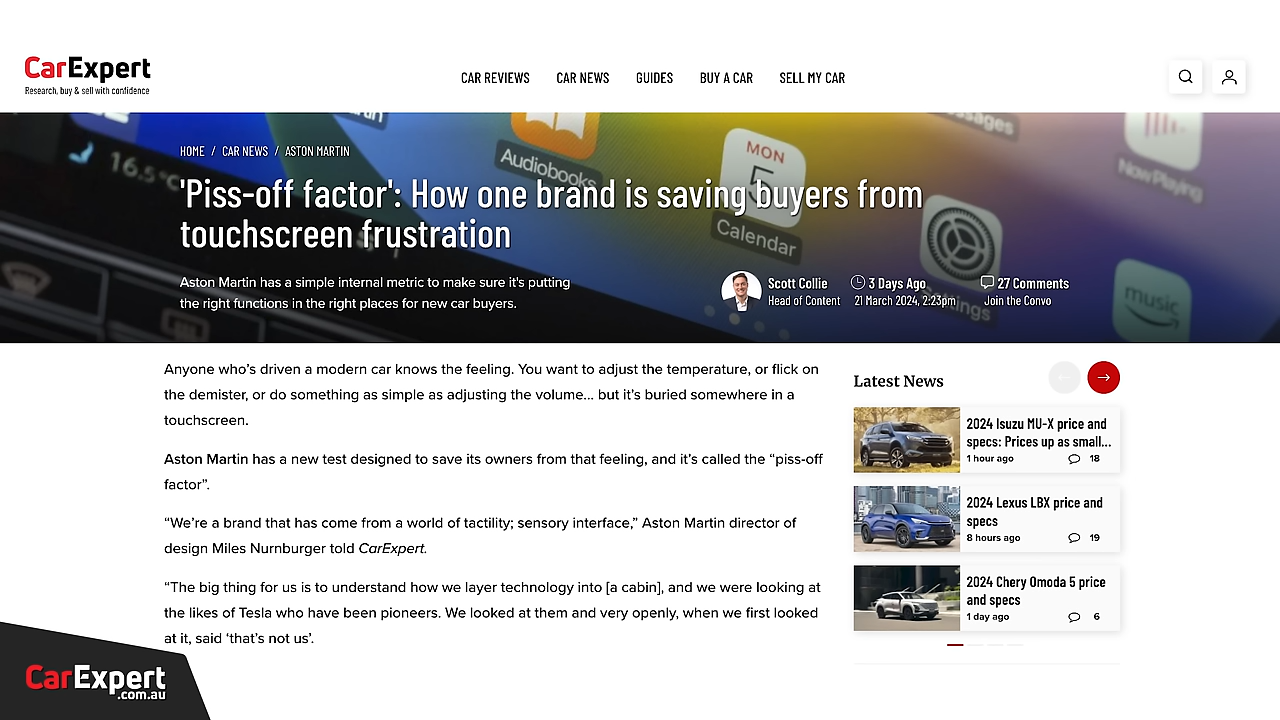 CarExpert
Research, buy & sell with confidence
CAR REVIEWS CAR NEWS GUIDES BUY A CAR SELL MY CAR
16.5°C
Audiobooks
MON
5
Calendar
Settings
Now Playing
music
HOME / CAR NEWS / ASTON MARTIN
'Piss-off factor': How one brand is saving buyers from
touchscreen frustration
Aston Martin has a simple internal metric to make sure it's putting
the right functions in the right places for new car buyers.
Scott Collie
Head of Content
3 Days Ago
21 March 2024, 2:23pm
27 Comments
Join the Convo
Anyone who's driven a modern car knows the feeling. You want to adjust the temperature, or flick on
the demister, or do something as simple as adjusting the volume... but it's buried somewhere in a
touchscreen.
Aston Martin has a new test designed to save its owners from that feeling, and it's called the “piss-off
factor”.
“We're a brand that has come from a world of tactility; sensory interface,” Aston Martin director of
design Miles Nurnburger told CarExpert.
“The big thing for us is to understand how we layer technology into [a cabin], and we were looking at
the likes of Tesla who have been pioneers. We looked at them and very openly, when we first looked
at it, said ‘that's not us’.
Latest News
2024 Isuzu MU-X price and
specs: Prices up as small...
1 hour ago 18
2024 Lexus LBX price and
specs
8 hours ago 19
2024 Chery Omoda 5 price
and specs
1 day ago 6
CarExpert
.com.au